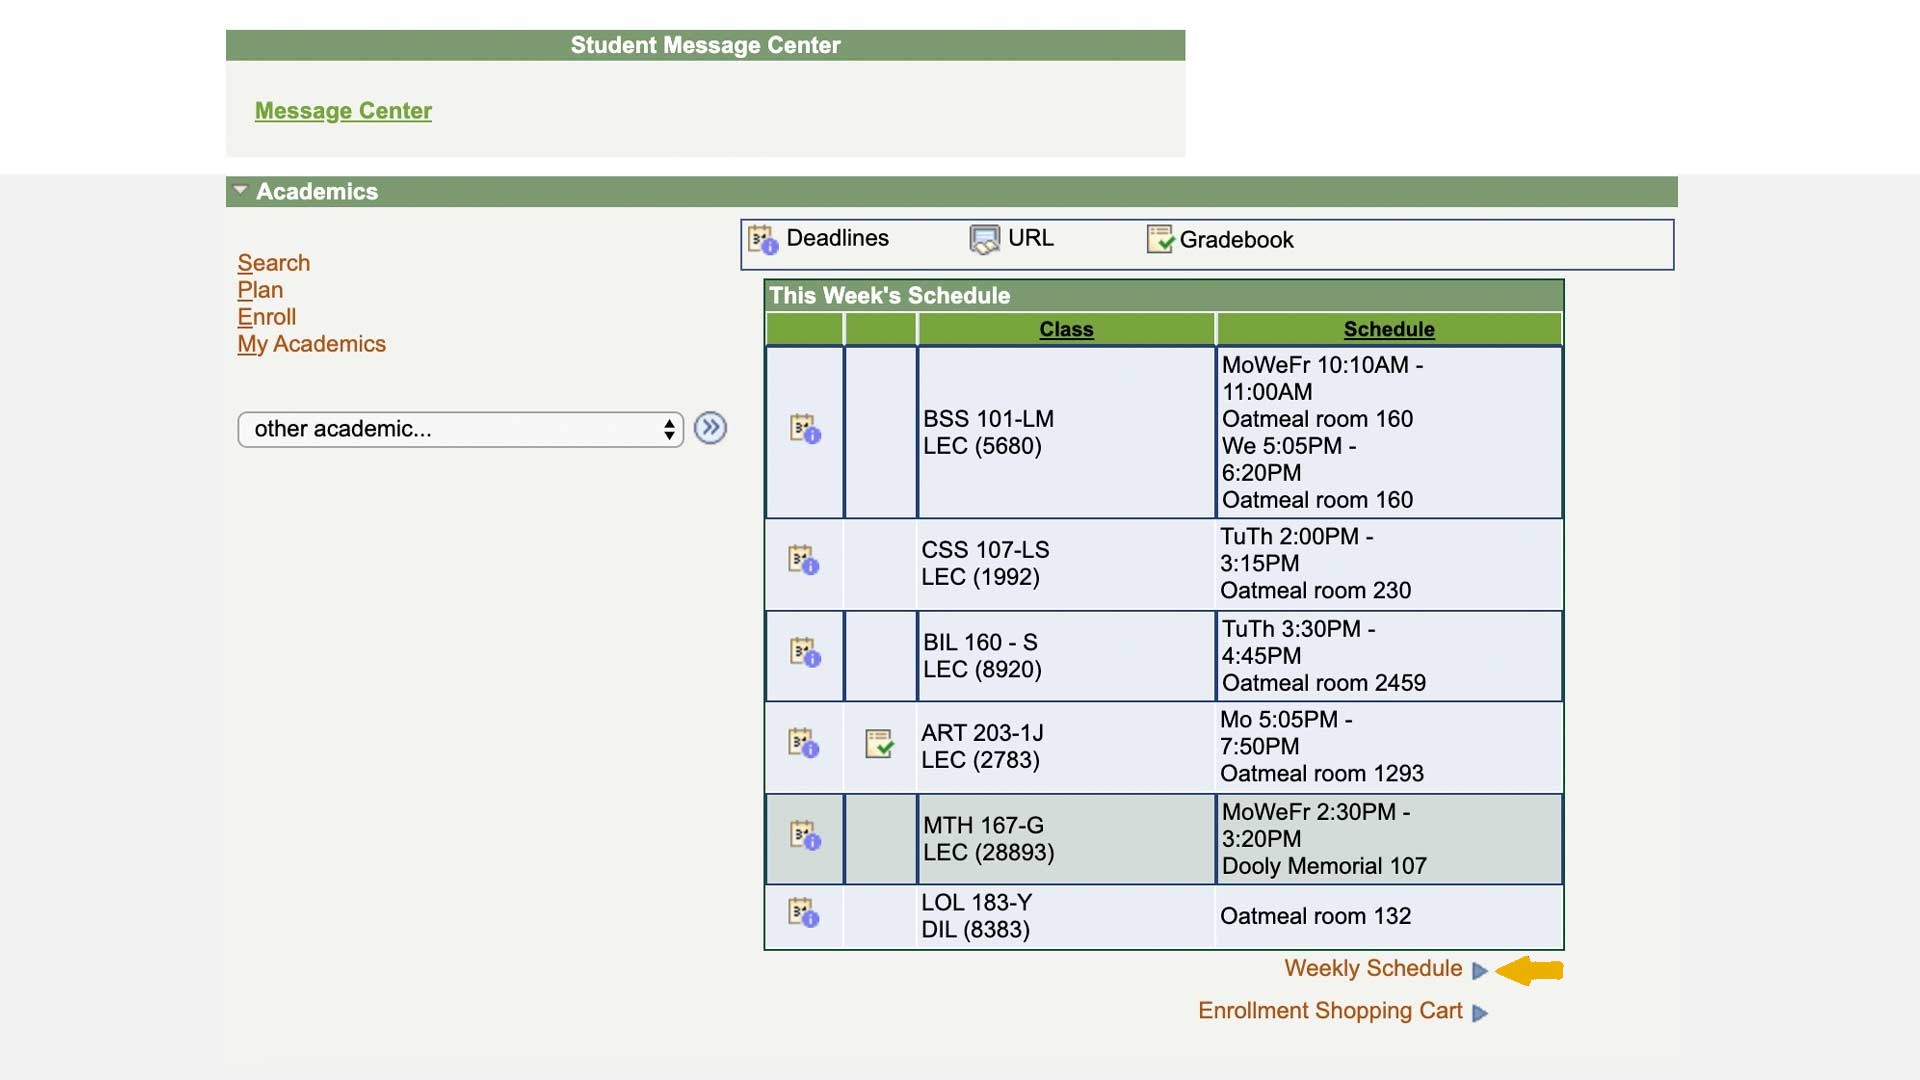 Student Message Center
Message Center
Academics
Search
Plan
Enroll
My Academics
other academic...
Deadlines
URL
Gradebook
This Week's Schedule
Class
Schedule
BSS 101-LM
LEC (5680)
MoWeFr 10:10AM -
11:00AM
Oatmeal room 160
We 5:05PM -
6:20PM
Oatmeal room 160
CSS 107-LS
LEC (1992)
TuTh 2:00PM -
3:15PM
Oatmeal room 230
BIL 160 - S
LEC (8920)
TuTh 3:30PM -
4:45PM
Oatmeal room 2459
ART 203-1J
LEC (2783)
Mo 5:05PM -
7:50PM
Oatmeal room 1293
MTH 167-G
LEC (28893)
MoWeFr 2:30PM -
3:20PM
Dooly Memorial 107
LOL 183-Y
DIL (8383)
Oatmeal room 132
Weekly Schedule
Enrollment Shopping Cart